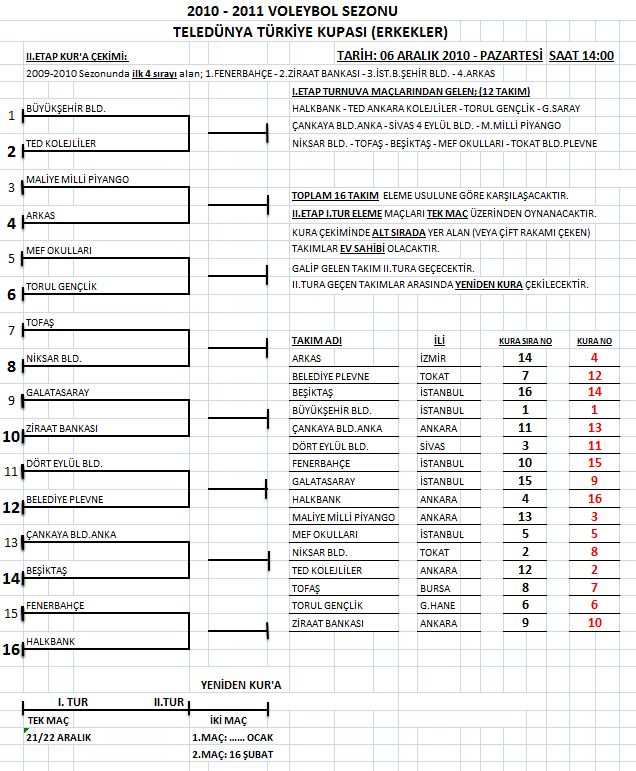 2010 - 2011 VOLEYBOL SEZONU
TELEDÜNYA TÜRKİYE KUPASI (ERKEKLER)
II.ETAP KUR'A ÇEKİMİ: TARİH: 06 ARALIK 2010 - PAZARTESİ SAAT 14:00
2009-2010 Sezonunda ilk 4 sırayı alan; 1.FENERBAHÇE - 2.ZİRAAT BANKASI - 3.İST.B.ŞEHİR BLD. - 4.ARKAS
I.ETAP TURNUVA MAÇLARINDAN GELEN; (12 TAKIM)
HALKBANK - TED ANKARA KOLEJLİLER - TORUL GENÇLİK - G.SARAY
ÇANKAYA BLD.ANKA - SİVAS 4 EYLÜL BLD. - M.MİLLİ PİYANGO
NİKSAR BLD. - TOFAŞ - BEŞİKTAŞ - MEF OKULLARI - TOKAT BLD.PLEVNE
TOPLAM 16 TAKIM ELEME USULUNE GÖRE KARŞILAŞACAKTIR.
II.ETAP I.TUR ELEME MAÇLARI TEK MAÇ ÜZERİNDEN OYNANACAKTIR.
KURA ÇEKİMİNDE ALT SIRADA YER ALAN (VEYA ÇİFT RAKAMI ÇEKEN)
TAKIMLAR EV SAHİBİ OLACAKTIR.
GALİP GELEN TAKIM II.TURA GEÇECEKTİR.
II.TURA GEÇEN TAKIMLAR ARASINDA YENİDEN KURA ÇEKİLECEKTİR.
1 BÜYÜKŞEHİR BLD.
2 TED KOLEJLİLER
3 MALİYE MİLLİ PİYANGO
4 ARKAS
5 MEF OKULLARI
6 TORUL GENÇLİK
7 TOFAŞ
8 NİKSAR BLD.
9 GALATASARAY
10 ZİRAAT BANKASI
11 DÖRT EYLÜL BLD.
12 BELEDİYE PLEVNE
13 ÇANKAYA BLD.ANKA
14 BEŞİKTAŞ
15 FENERBAHÇE
16 HALKBANK
TAKIM ADI İLİ KURA SIRA NO KURA NO
ARKAS İZMİR 14 4
BELEDİYE PLEVNE TOKAT 7 12
BEŞİKTAŞ İSTANBUL 16 14
BÜYÜKŞEHİR BLD. İSTANBUL 1 1
ÇANKAYA BLD.ANKA ANKARA 11 13
DÖRT EYLÜL BLD. SİVAS 3 11
FENERBAHÇE İSTANBUL 10 15
GALATASARAY İSTANBUL 15 9
HALKBANK ANKARA 4 16
MALİYE MİLLİ PİYANGO ANKARA 13 3
MEF OKULLARI İSTANBUL 5 5
NİKSAR BLD. TOKAT 2 8
TED KOLEJLİLER ANKARA 12 2
TOFAŞ BURSA 8 7
TORUL GENÇLİK G.HANE 6 6
ZİRAAT BANKASI ANKARA 9 10
YENİDEN KUR'A
I. TUR II.TUR
TEK MAÇ İKİ MAÇ
21/22 ARALIK 1.MAÇ: ...... OCAK
2.MAÇ: 16 ŞUBAT